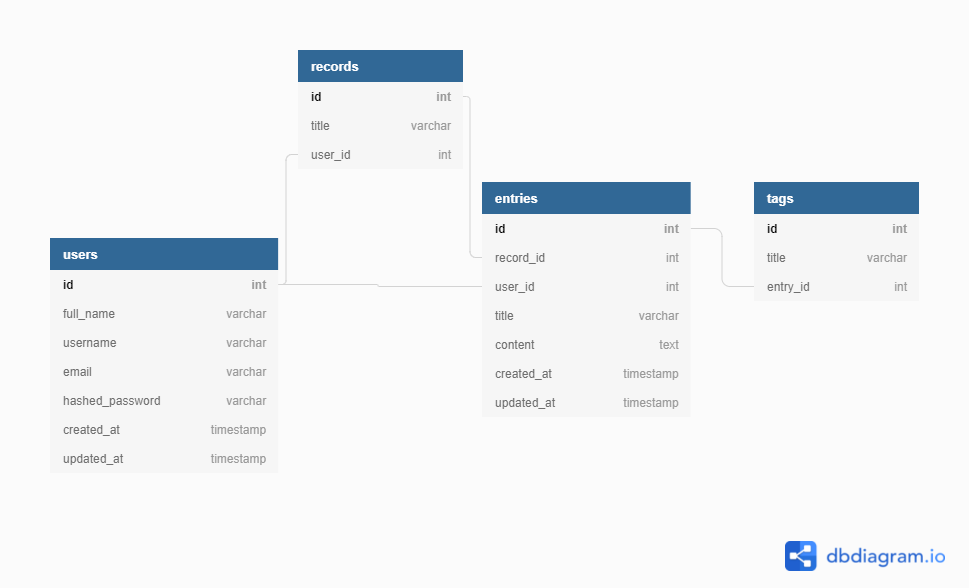 records
id int
title varchar
user_id int
entries
id int
record_id int
user_id int
title varchar
content text
created_at timestamp
updated_at timestamp
tags
id int
title varchar
entry_id int
users
id int
full_name varchar
username varchar
email varchar
hashed_password varchar
created_at timestamp
updated_at timestamp
dbdiagram.io